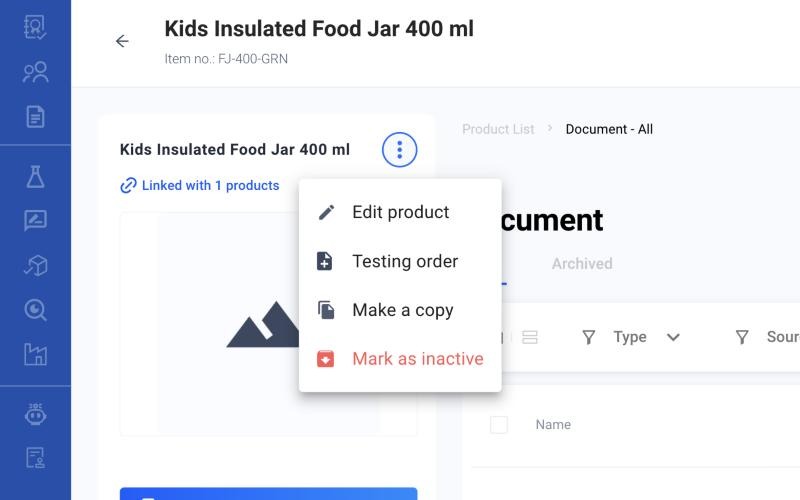 Kids Insulated Food Jar 400 ml
Item no.: FJ-400-GRN
Kids Insulated Food Jar 400 ml
Linked with 1 products
Edit product
Testing order
Make a copy
Mark as inactive
Product List > Document - All
cument
Archived
Type
Sour
Name